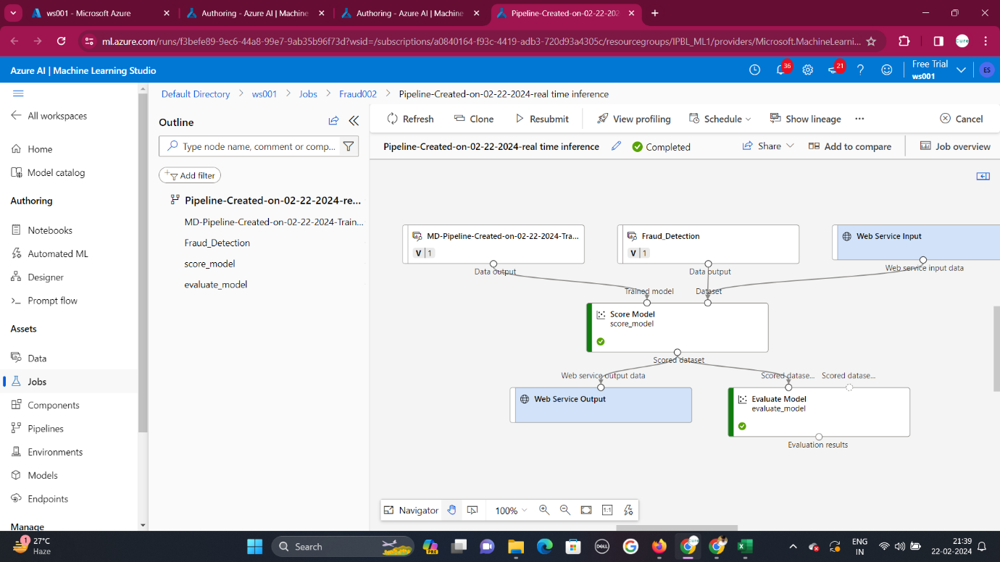 ws001 - Microsoft Azure
Authoring - Azure AI | Machine
Authoring - Azure AI | Machine
Pipeline-Created-on-02-22-202
ml.azure.com/runs/f3befe89-9ec6-44a8-99e7-9ab35b96f73d?wsid=/subscriptions/a0840164-f93c-4419-adb3-720d93a4305c/resourcegroups/IPBL_ML1/providers/Microsoft.MachineLearni...
Cure
Azure AI | Machine Learning Studio
36
21
Free Trial
ws001
ES
All workspaces
Home
Model catalog
Authoring
Notebooks
Automated ML
Designer
Prompt flow
Assets
Data
Jobs
Components
Pipelines
Environments
Models
Endpoints
Manage
Default Directory > ws001 > Jobs > Fraud002 > Pipeline-Created-on-02-22-2024-real time inference
Outline
Type node name, comment or comp...
Add filter
Pipeline-Created-on-02-22-2024-re...
MD-Pipeline-Created-on-02-22-2024-Train...
Fraud_Detection
score_model
evaluate_model
Refresh Clone Resubmit View profiling Schedule Show lineage ... Cancel
Pipeline-Created-on-02-22-2024-real time inference Completed Share Add to compare Job overview
MD-Pipeline-Created-on-02-22-2024-Tra...
V 1
Data output
Fraud_Detection
V 1
Data output
Web Service Input
Web service input data
Trained model
Dataset
Score Model
score_model
Scored dataset
Web service output data
Scored datase...
Scored datase...
Web Service Output
Evaluate Model
evaluate_model
Evaluation results
Navigator
100%
1:1
1
27°C
Haze
Search
PRE
DELL
Cure
ENG
IN
21:39
22-02-2024